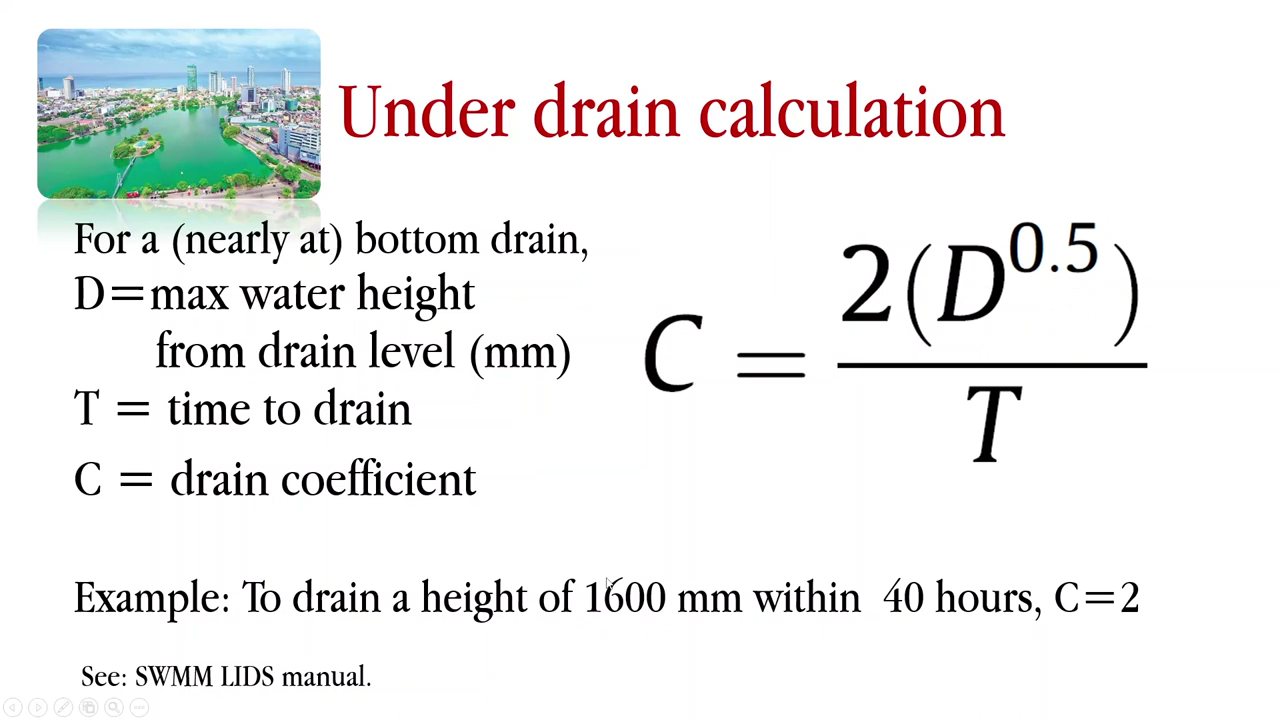 Under drain calculation
For a (nearly at) bottom drain,
D=max water height
from drain level (mm)
T = time to drain
C = drain coefficient
C = 2(D^0.5) / T
Example: To drain a height of 1600 mm within 40 hours, C=2
See: SWMM LIDS manual.